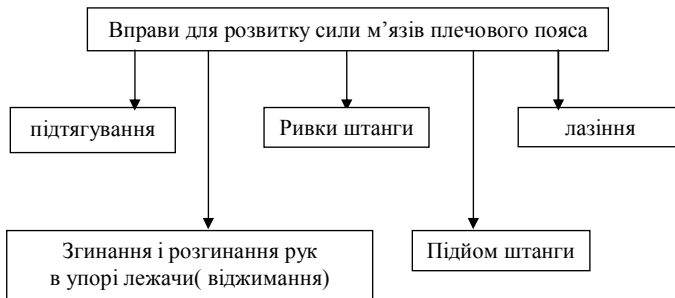 Вправи для розвитку сили м’язів плечового пояса
підтягування
Ривки штанги
лазіння
Згинання і розгинання рук
в упорі лежачи( віджимання)
Підйом штанги